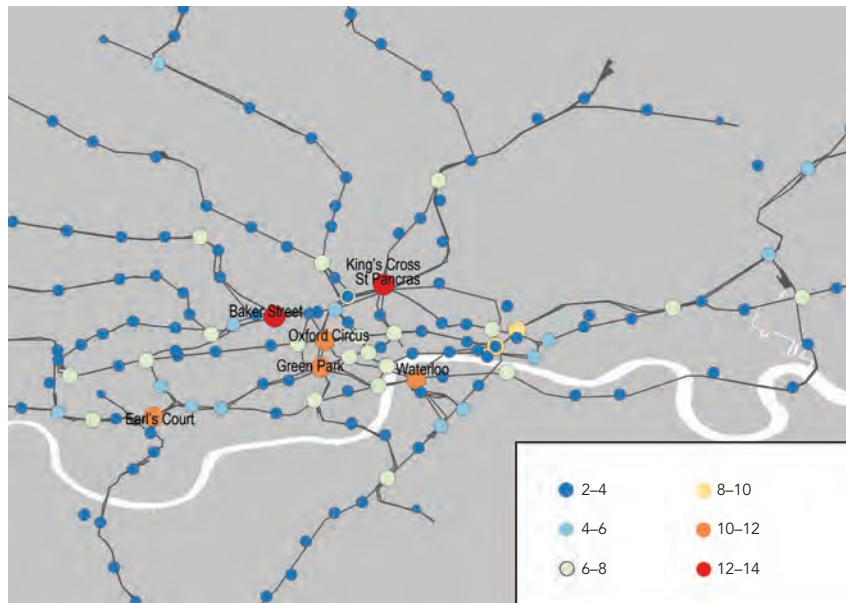 King's Cross
St Pancras
Baker Street
Oxford Circus
Green Park
Waterloo
Earl's Court
2–4
8–10
4–6
10–12
6–8
12–14